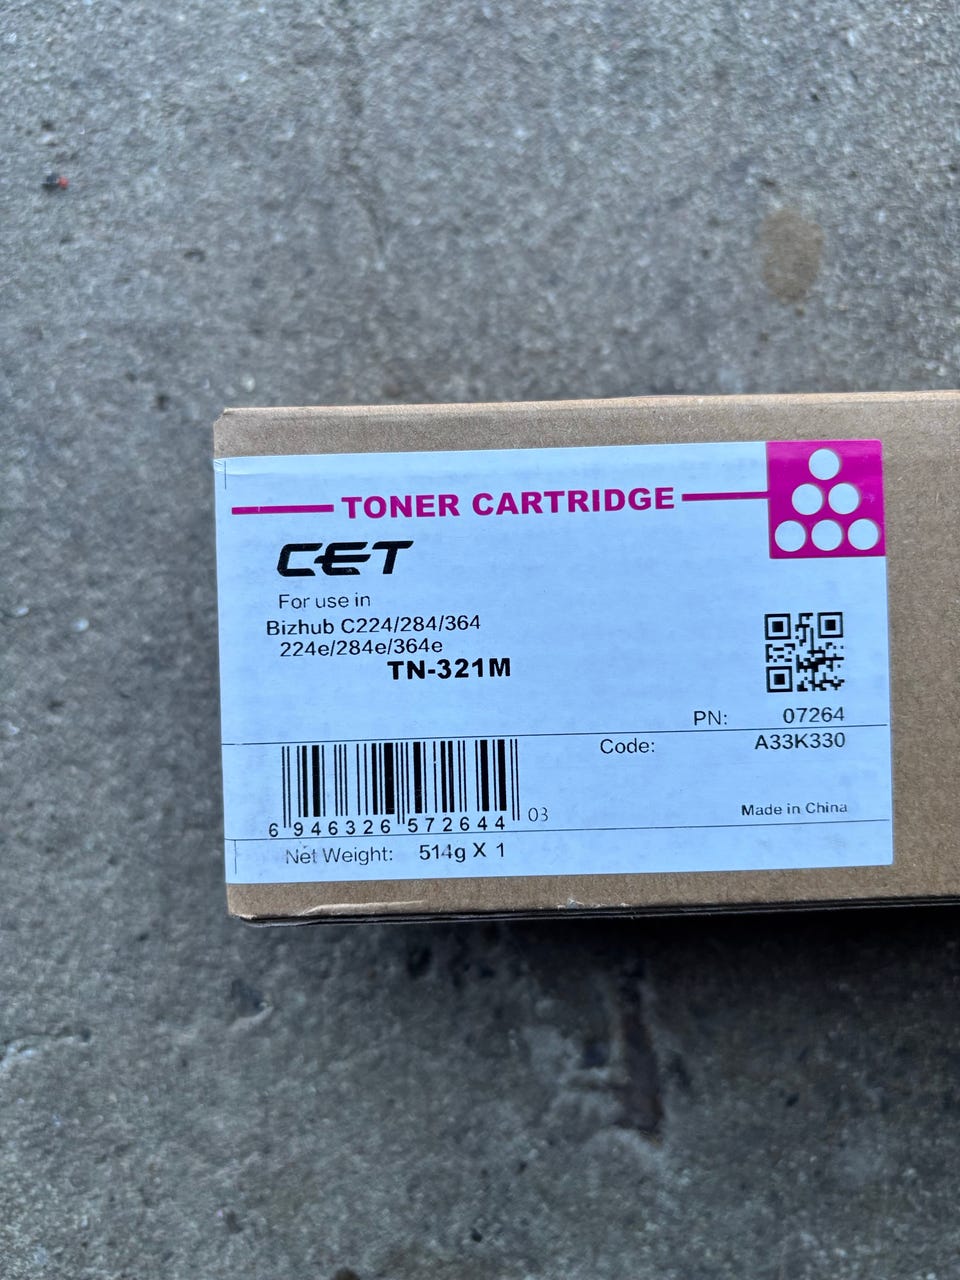 TONER CARTRIDGE
CET
For use in
Bizhub C224/284/364
224e/284e/364e
TN-321M
PN: 07264
Code: A33K330
6 946326 572644 03
Made in China
Net Weight: 514g X 1